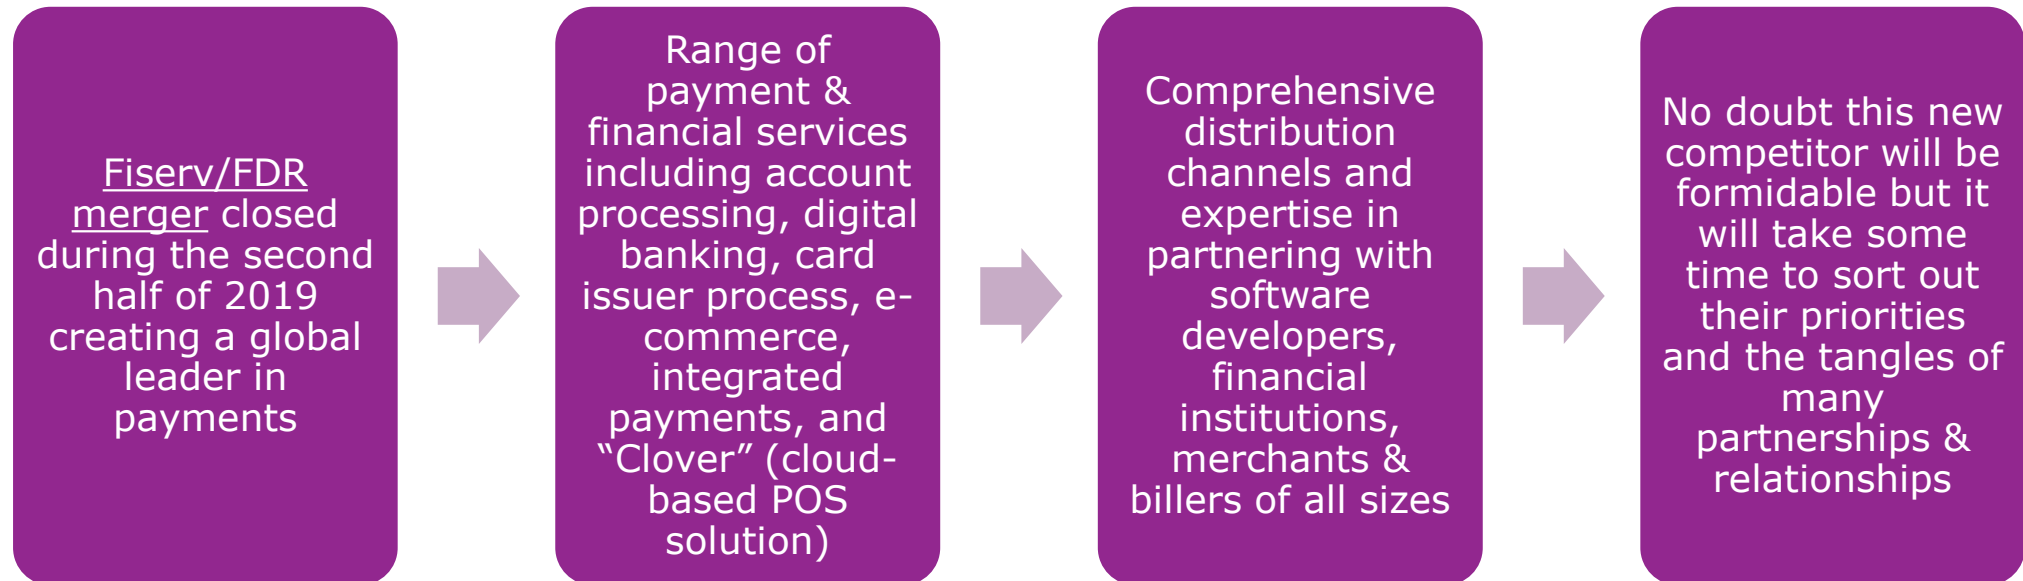 Fiserv/FDR
merger closed
during the second
half of 2019
creating a global
leader in
payments
Range of
payment &
financial services
including account
processing, digital
banking, card
issuer process, e-
commerce,
integrated
payments, and
“Clover” (cloud-
based POS
solution)
Comprehensive
distribution
channels and
expertise in
partnering with
software
developers,
financial
institutions,
merchants &
billers of all sizes
No doubt this new
competitor will be
formidable but it
will take some
time to sort out
their priorities
and the tangles of
many
partnerships &
relationships